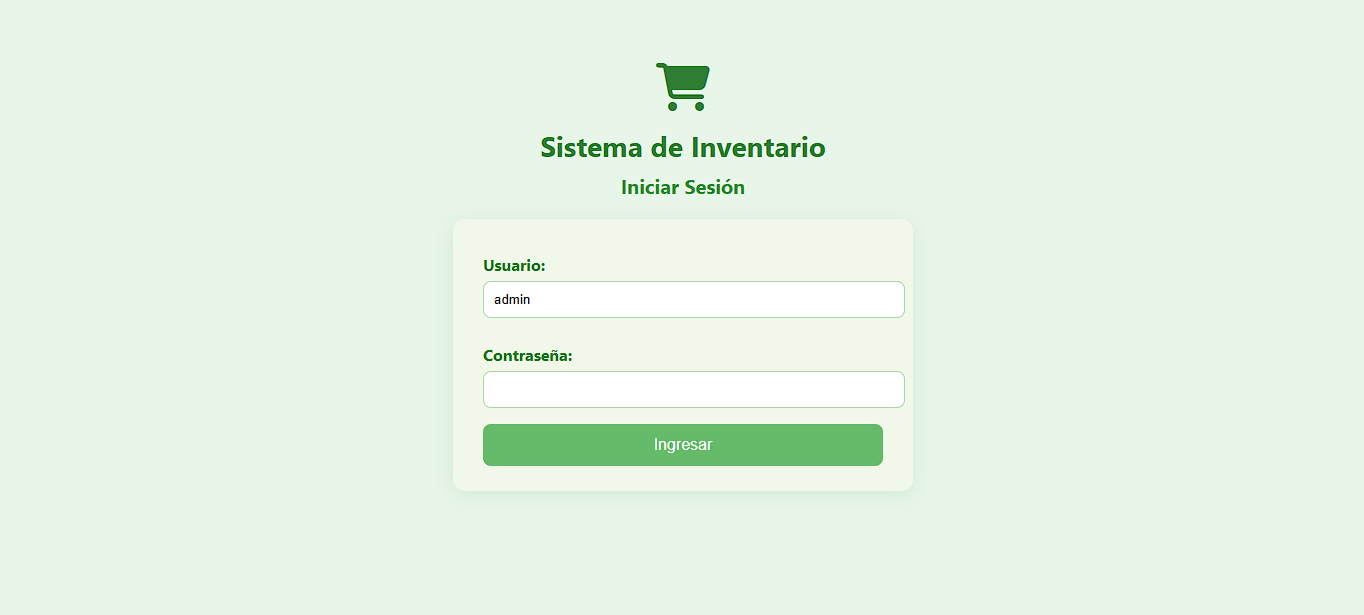 Sistema de Inventario
Iniciar Sesión
Usuario:
admin
Contraseña:
Ingresar